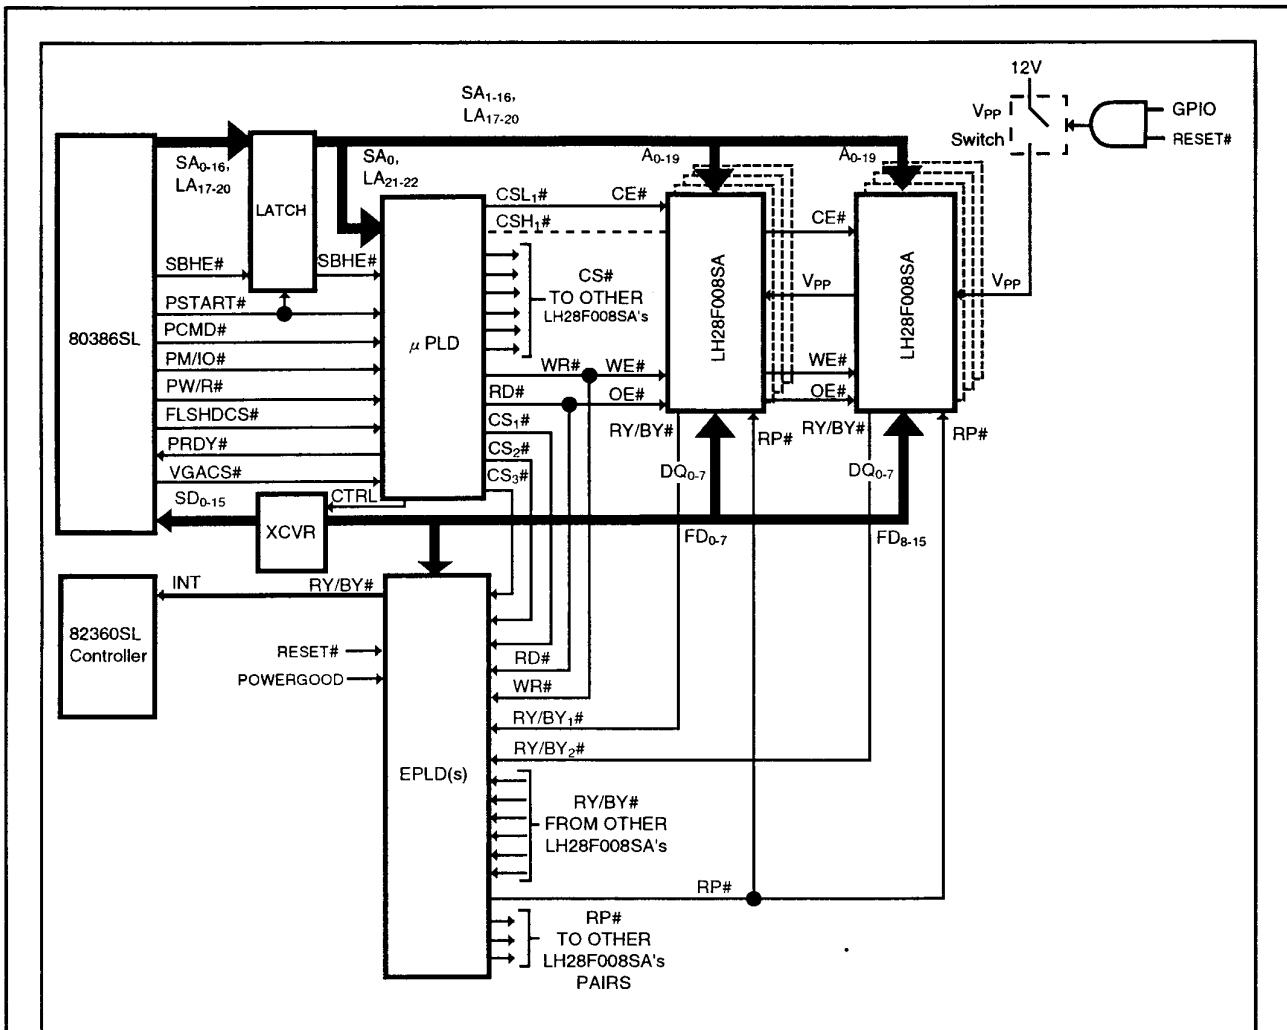 12V
SA1-16,
LA17-20
VPP
Switch
GPIO
RESET#
SA0-16,
LA17-20
SA0,
LA21-22
A0-19
A0-19
LATCH
CSL1#
CE#
CSH1#
CE#
SBHE#
SBHE#
CS#
TO OTHER
LH28F008SA's
LH28F008SA
LH28F008SA
VPP
VPP
PSTART#
80386SL
PCMD#
μ PLD
PM/IO#
WR#
WE#
WE#
PW/R#
RD#
OE#
OE#
FLSHDCS#
CS1#
RY/BY#
RP#
RY/BY#
RP#
PRDY#
CS2#
VGACS#
CS3#
DQ0-7
DQ0-7
SD0-15
CTRL
XCVR
FD0-7
FD8-15
INT
RY/BY#
82360SL
Controller
RESET#
RD#
POWERGOOD
WR#
RY/BY1#
RY/BY2#
EPLD(s)
RY/BY#
FROM OTHER
LH28F008SA's
RP#
RP#
TO OTHER
LH28F008SA's
PAIRS